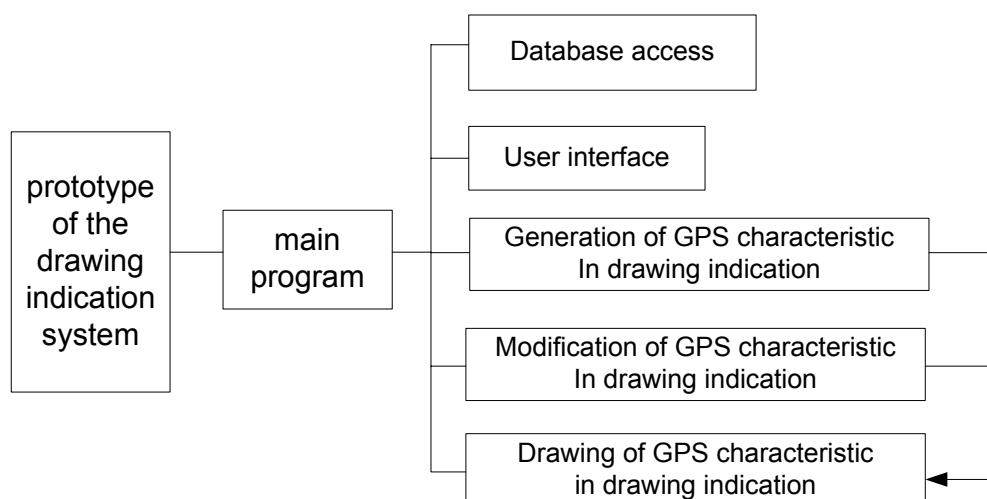 prototype
of the
drawing
indication
system
main
program
Database access
User interface
Generation of GPS characteristic
In drawing indication
Modification of GPS characteristic
In drawing indication
Drawing of GPS characteristic
in drawing indication